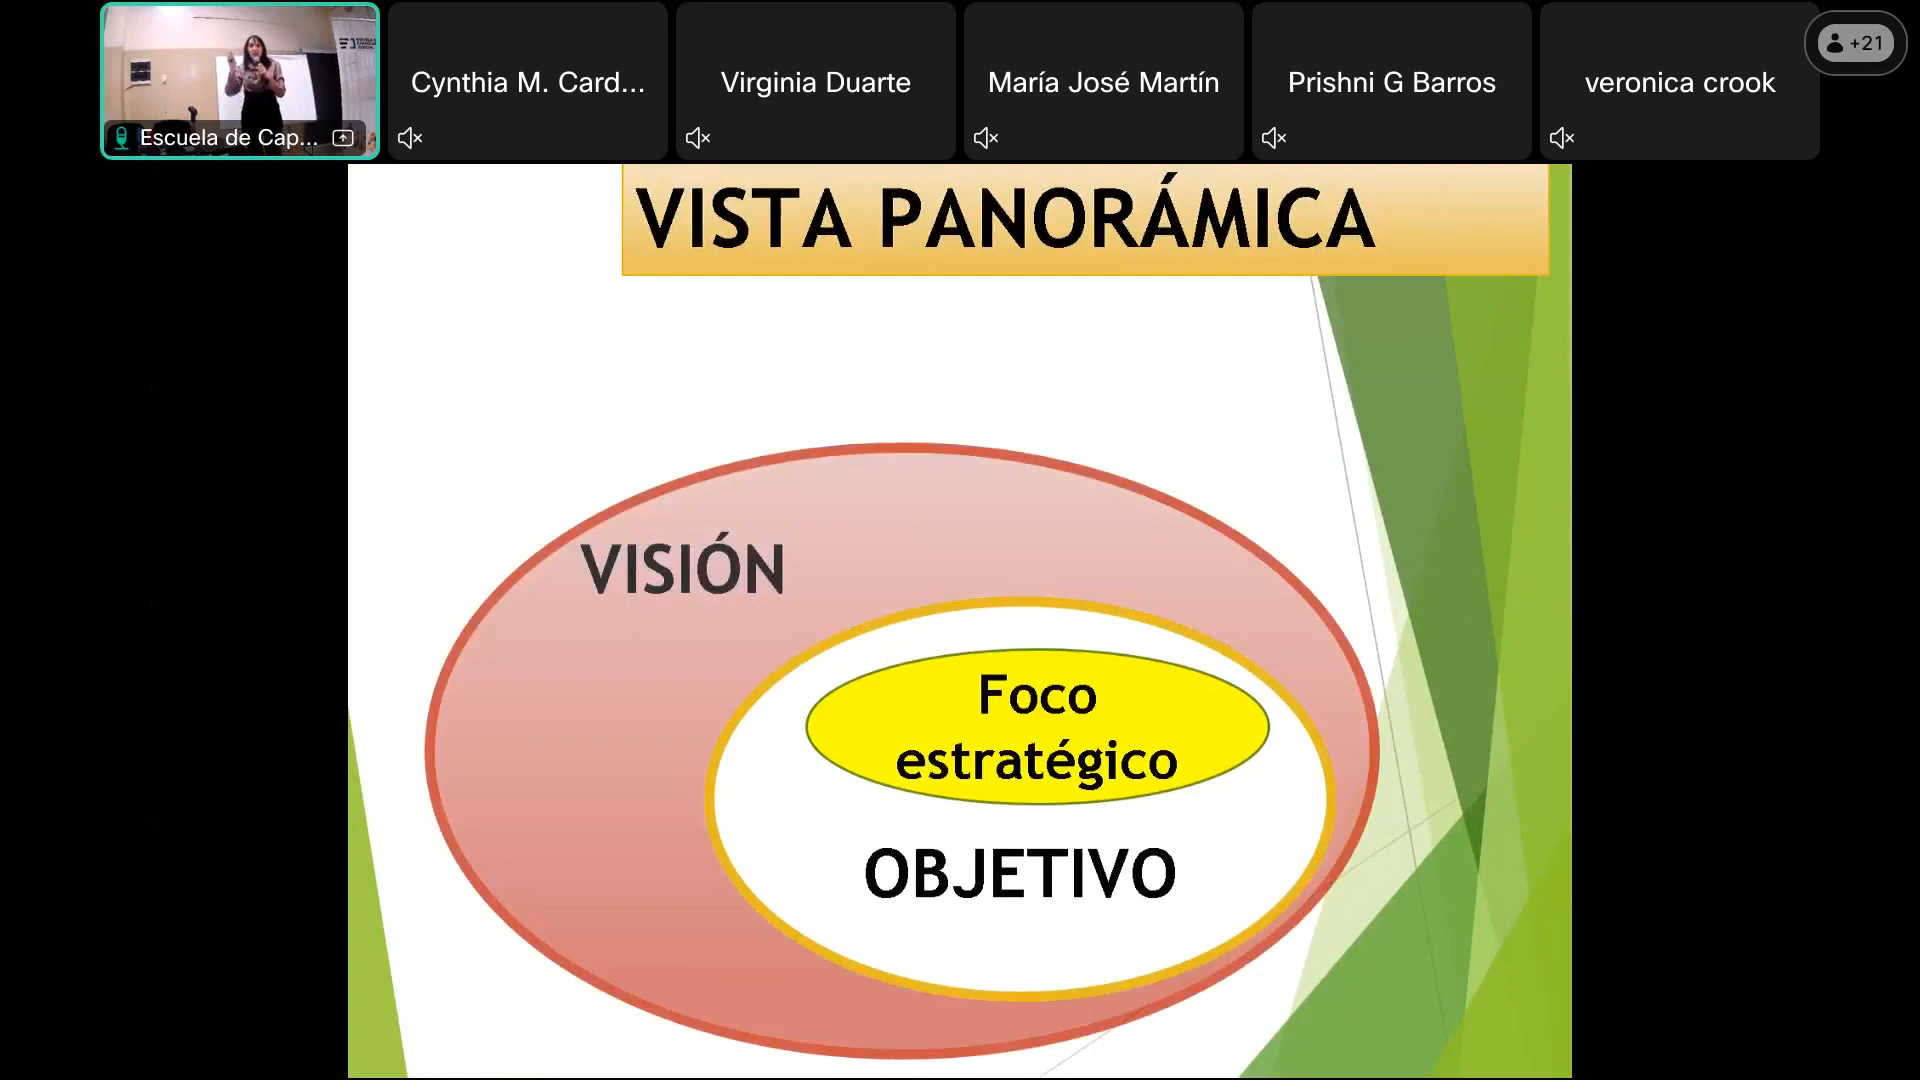 Escuela de Cap...
Cynthia M. Card...
Virginia Duarte
María José Martín
Prishni G Barros
veronica crook
+21
VISTA PANORÁMICA
VISIÓN
Foco
estratégico
OBJETIVO